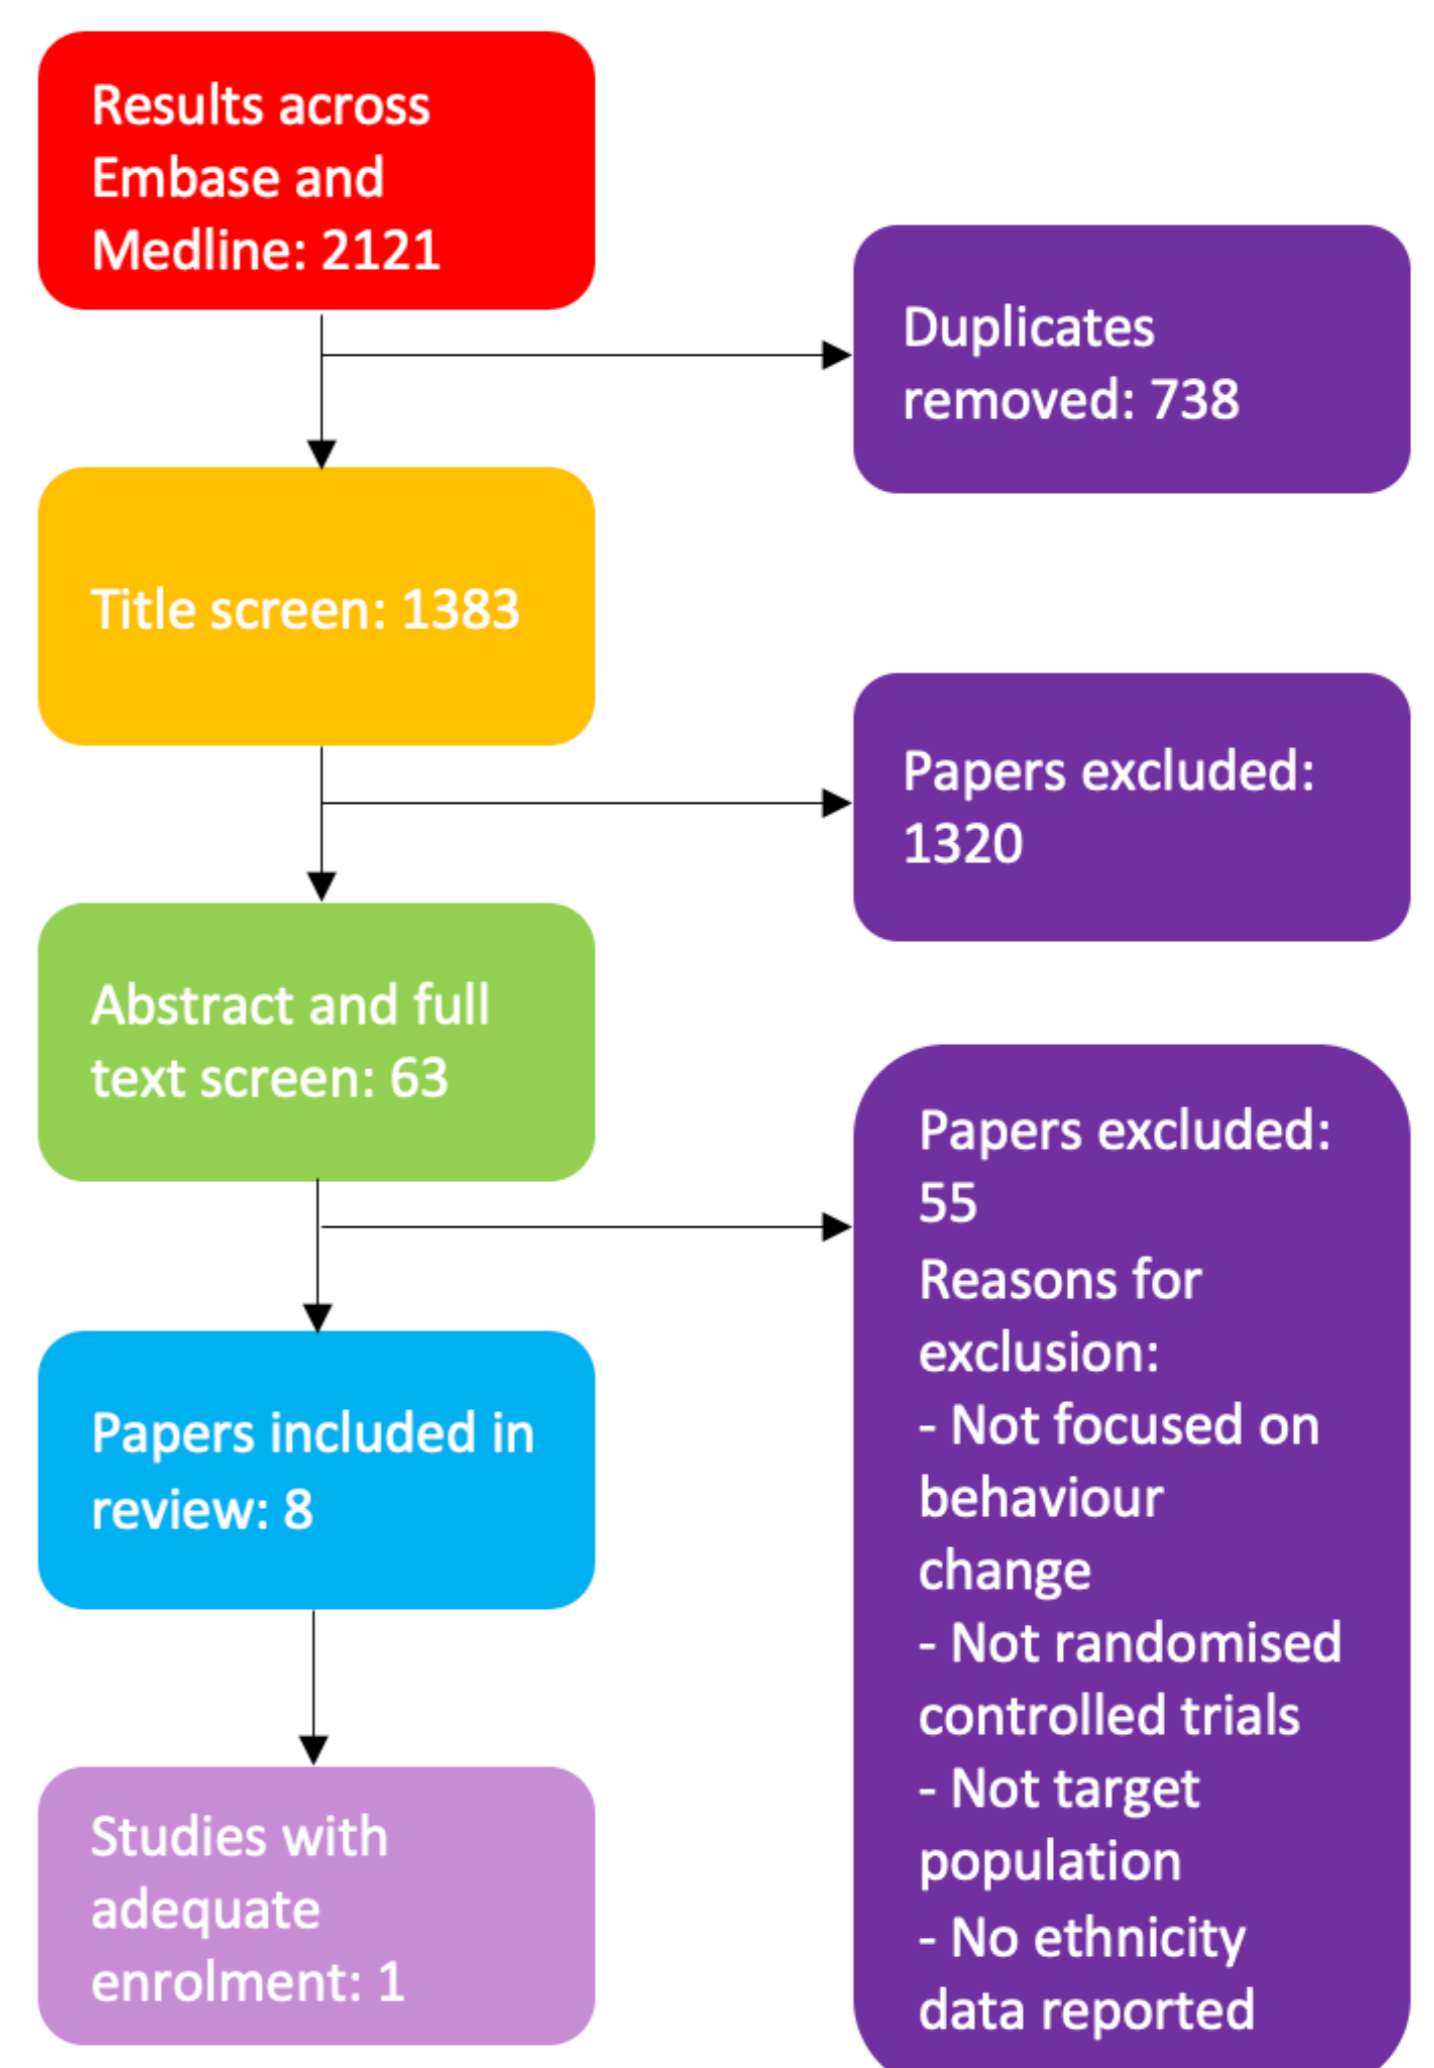 Results across
Embase and
Medline: 2121
Duplicates
removed: 738
Title screen: 1383
Papers excluded:
1320
Abstract and full
text screen: 63
Papers excluded:
55
Reasons for
exclusion:
- Not focused on
behaviour
change
- Not randomised
controlled trials
- Not target
population
- No ethnicity
data reported
Papers included in
review: 8
Studies with
adequate
enrolment: 1